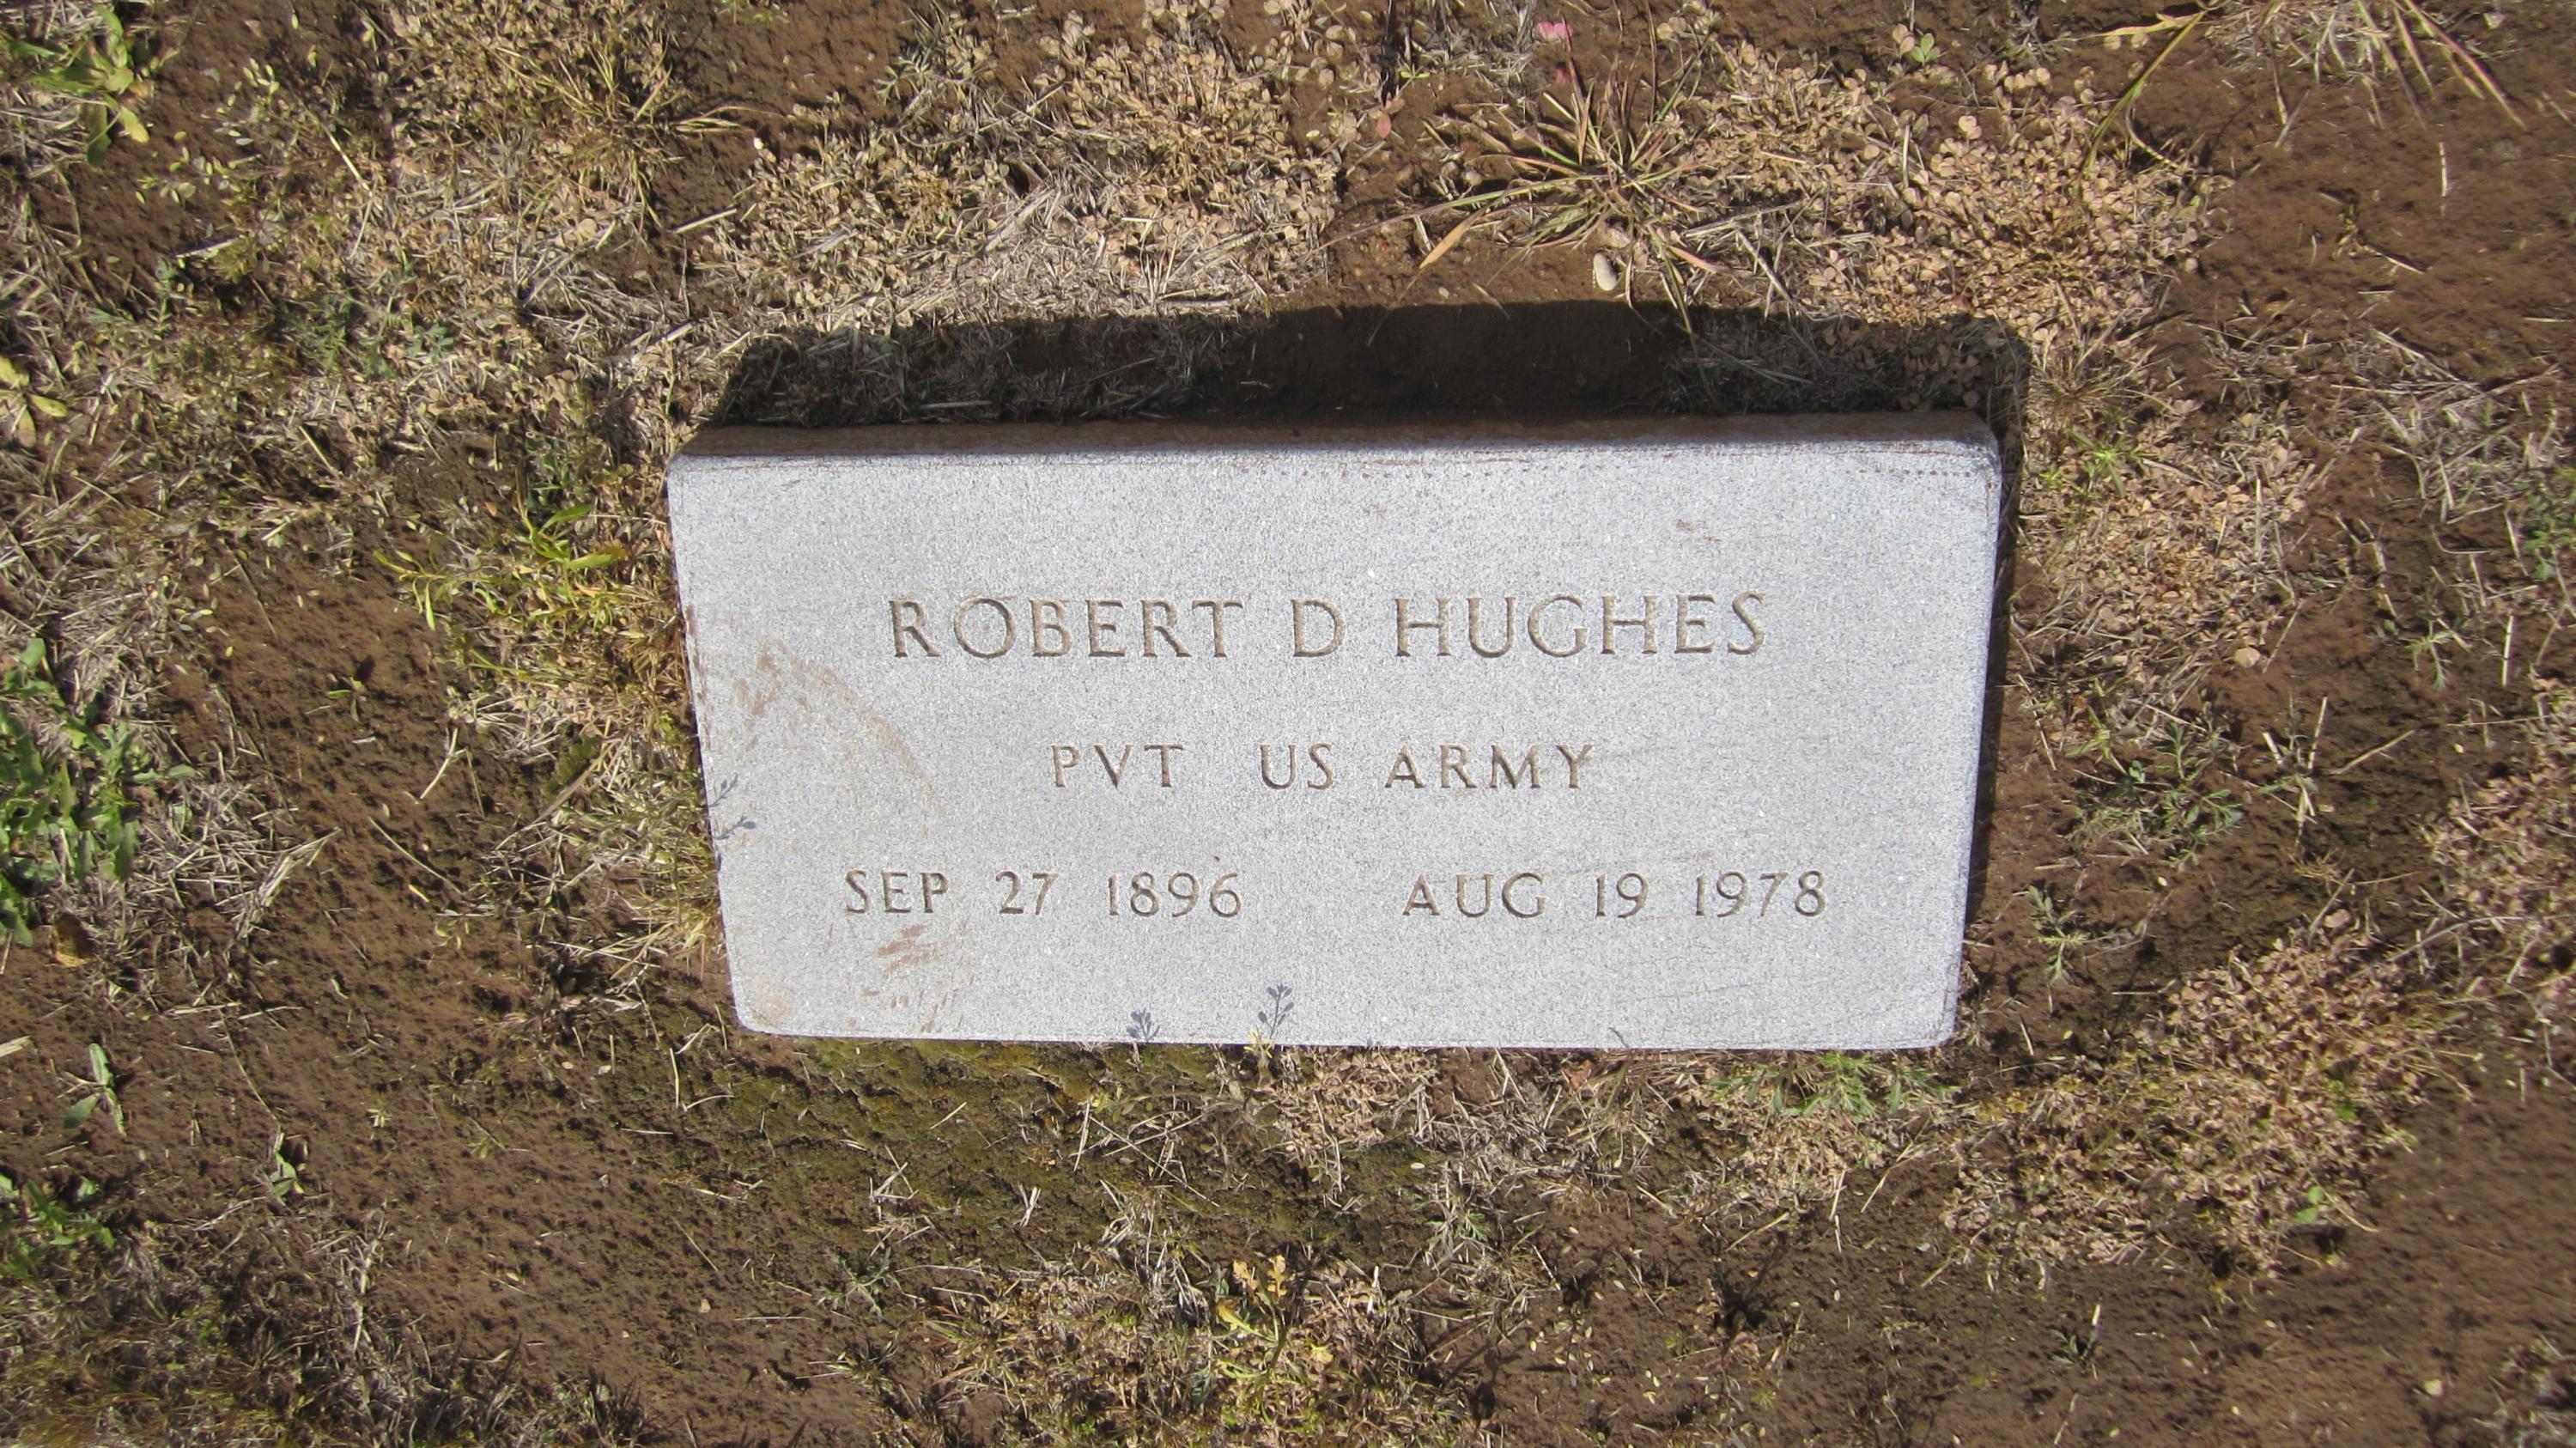 ROBERT D HUGHES
PVT US ARMY
SEP 27 1896 AUG 19 1978